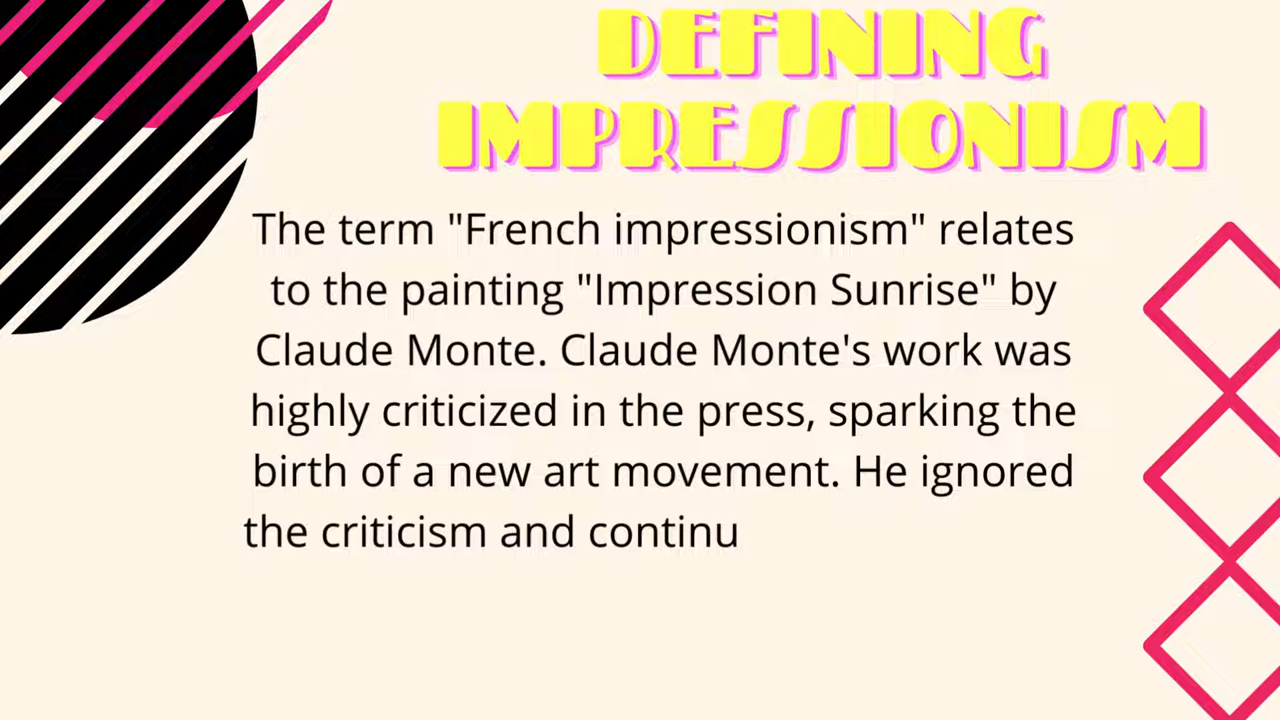 DEFINING
IMPRESSIONISM
The term "French impressionism" relates
to the painting "Impression Sunrise" by
Claude Monte. Claude Monte's work was
highly criticized in the press, sparking the
birth of a new art movement. He ignored
the criticism and continu